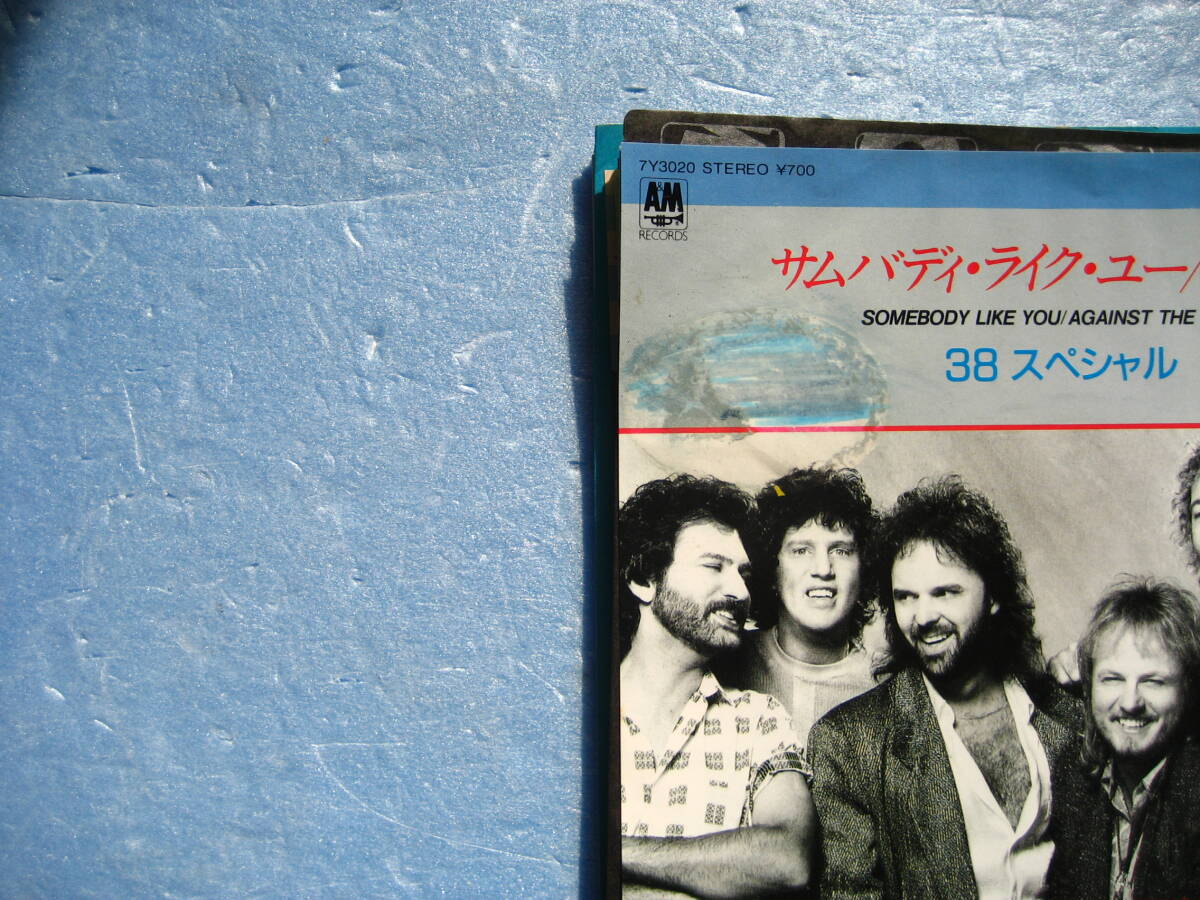 7Y3020 STEREO ¥700
A&M
RECORDS
サムバディ・ライク・ユー/
SOMEBODY LIKE YOU/AGAINST THE
38 スペシャル